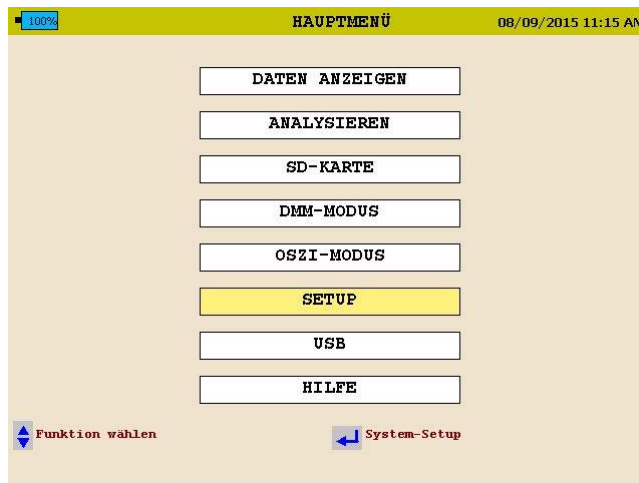 100% HAUPTMENÜ 08/09/2015 11:15 AM
DATEN ANZEIGEN
ANALYSIEREN
SD-KARTE
DMM-MODUS
OSZI-MODUS
SETUP
USB
HILFE
Funktion wählen System-Setup